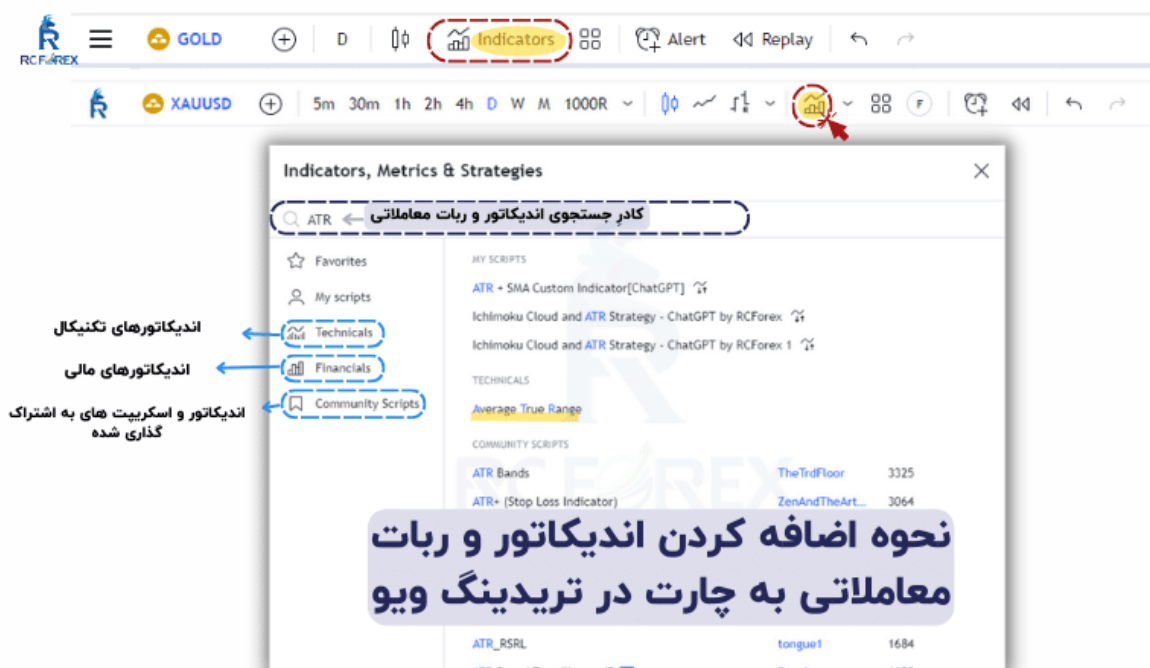 RC FOREX
GOLD D Indicators Alert Replay
XAUUSD 5m 30m 1h 2h 4h D W M 1000R F
Indicators, Metrics & Strategies
ATR کادرِ جستجوی اندیکاتور و ربات معاملاتی
Favorites
My scripts
Technicals
Financials
Community Scripts
اندیکاتورهای تکنیکال
اندیکاتورهای مالی
اندیکاتور و اسکریپت های به اشتراک
گذاری شده
MY SCRIPTS
ATR + SMA Custom Indicator[ChatGPT]
Ichimoku Cloud and ATR Strategy - ChatGPT by RCForex
Ichimoku Cloud and ATR Strategy - ChatGPT by RCForex 1
TECHNICALS
Average True Range
COMMUNITY SCRIPTS
ATR Bands TheTrdFloor 3325
ATR+ (Stop Loss Indicator) ZenAndTheArt... 3064
RC FOREX
نحوه اضافه کردن اندیکاتور و ربات
معاملاتی به چارت در تریدینگ ویو
ATR_RSRL tongue1 1684